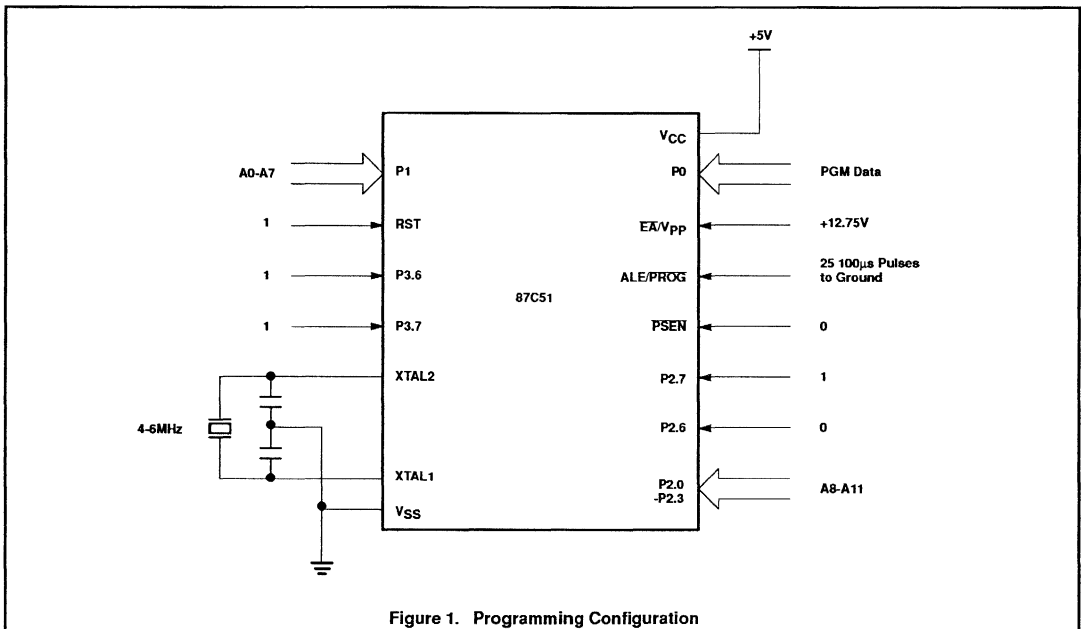 +5V
VCC
A0-A7
P1
P0
PGM Data
1
RST
EA/VPP
+12.75V
1
P3.6
ALE/PROG
25 100µs Pulses
to Ground
87C51
1
P3.7
PSEN
0
XTAL2
P2.7
1
4-6MHz
P2.6
0
XTAL1
P2.0
-P2.3
A8-A11
VSS
Figure 1. Programming Configuration